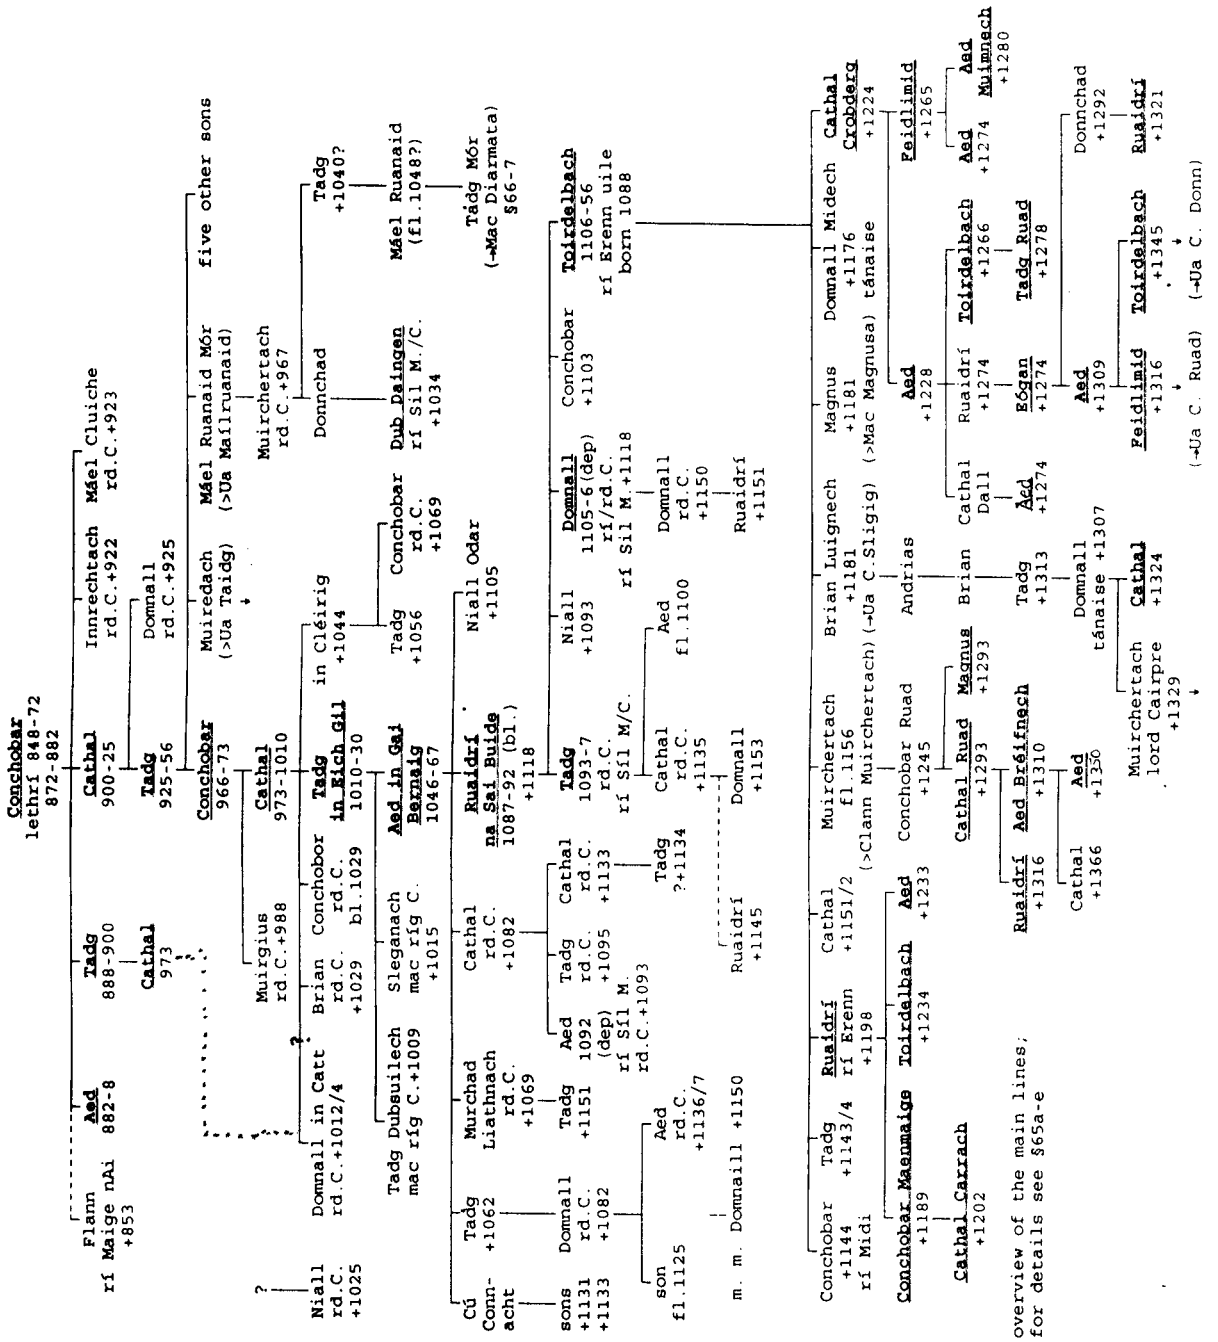 Conchobar
lethrí 848-72
872-882
Flann
rí Maige nAi
+853
Aed
882-8
Tadg
888-900
Cathal
900-25
Innrechtach
rd.C.+922
Máel Cluiche
rd.C.+923
Cathal
973
Tadg
925-56
Domnall
rd.C.+925
Conchobar
966-73
Muiredach
(>Ua Taidg)
Máel Ruanaid Mór
(>Ua Maílruanaid)
five other sons
Muirgius
rd.C.+988
Cathal
973-1010
Muirchertach
rd.C.+967
?
Niall
rd.C.
+1025
Domnall in Catt
rd.C.+1012/4
?
Brian
rd.C.
+1029
Conchobor
rd.C.
bl.1029
Tadg
in Eich Gil
1010-30
in Cléirig
+1044
Donnchad
Tadg
+1040?
Tadg Dubsuilech
mac ríg C.+1009
Sleganach
mac ríg C.
+1015
Aed in Gai
Bernaig
1046-67
Tadg
+1056
Conchobar
rd.C.
+1069
Dub Daingen
rí Sil M./C.
+1034
Máel Ruanaid
(fl.1048?)
Cú
Conn-
acht
Tadg
+1062
Murchad
Liathnach
rd.C.
+1069
Cathal
rd.C.
+1082
Ruaidrí
na Sai Buide
1087-92 (bl.)
+1118
Niall Odar
+1105
Tádg Mór
(→Mac Diarmata)
§66-7
sons
+1131
+1133
Domnall
rd.C.
+1082
Tadg
+1151
Aed
1092
(dep)
rí Síl M.
rd.C.+1093
Tadg
rd.C.
+1095
Cathal
rd.C.
+1133
Tadg
1093-7
rd.C.
rí Síl M/C.
Niall
+1093
Domnall
1105-6(dep)
rí/rd.C.
rí Sil M.+1118
Conchobar
+1103
Toirdelbach
1106-56
rí Erenn uile
born 1088
son
fl.1125
Aed
rd.C.
+1136/7
Tadg
?+1134
Cathal
rd.C.
+1135
Aed
fl.1100
Domnall
rd.C.
+1150
m. m. Domnaill +1150
Ruaidrí
+1145
Domnall
+1153
Ruaidrí
+1151
Conchobar
+1144
rí Midi
Tadg
+1143/4
Ruaidrí
rí Erenn
+1198
Cathal
+1151/2
Muirchertach
fl.1156
Brian Luignech
+1181
Magnus
+1181
Domnall Midech
+1176
Cathal
Crobderg
+1224
(>Clann Muirchertach) (→Ua C.Sligig) (>Mac Magnusa) tánaise
Conchobar Maenmaige
+1189
Toirdelbach
+1234
Aed
+1233
Conchobar Ruad
+1245
Andrias
Aed
+1228
Feidlimid
+1265
Cathal Carrach
+1202
Cathal Ruad
+1293
Magnus
+1293
Brian
Cathal
Dall
Ruaidrí
+1274
Toirdelbach
+1266
Aed
+1274
Aed
Muimnech
+1280
Ruaidrí
+1316
Aed Bréifnech
+1310
Tadg
+1313
Aed
+1274
Eógan
+1274
Tadg Ruad
+1278
Cathal
+1366
Aed
+1350
Domnall
tánaise +1307
Aed
+1309
Donnchad
+1292
Muirchertach
lord Cairpre
+1329
Cathal
+1324
Feidlimid
+1316
Toirdelbach
+1345
Ruaidrí
+1321
(→Ua C. Ruad) (→Ua C. Donn)
overview of the main lines;
for details see §65a-e